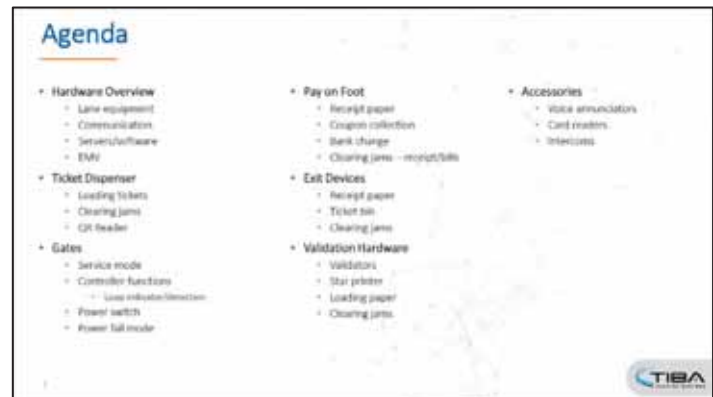 Agenda
Hardware Overview
Lane equipment
Communication
Servers/software
EMV
Ticket Dispenser
Loading tickets
Clearing jams
QR Reader
Gates
Service mode
Controller functions
Loop indicator/detection
Power switch
Power fail mode
Pay on Foot
Receipt paper
Coupon collection
Bank change
Clearing jams - receipt/bills
Exit Devices
Receipt paper
Ticket bin
Clearing jams
Validation Hardware
Validators
Star printer
Loading paper
Clearing jams
Accessories
Voice annunciators
Card readers
Intercoms
TIBA